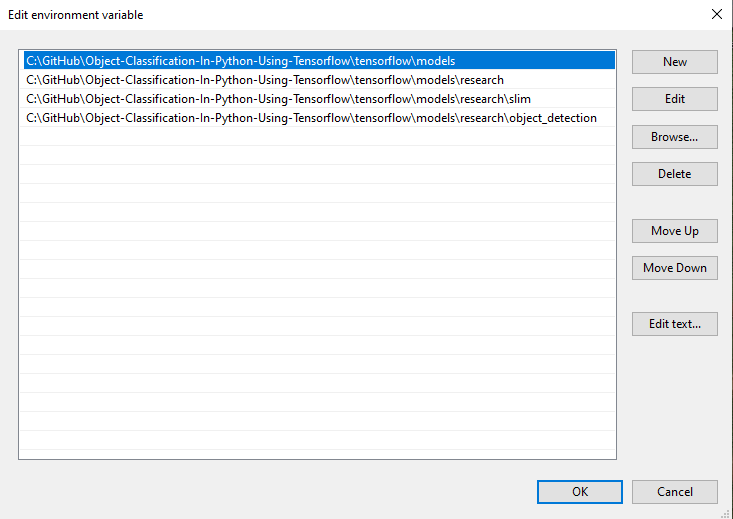 Edit environment variable
C:\GitHub\Object-Classification-In-Python-Using-Tensorflow\tensorflow\models
C:\GitHub\Object-Classification-In-Python-Using-Tensorflow\tensorflow\models\research
C:\GitHub\Object-Classification-In-Python-Using-Tensorflow\tensorflow\models\research\slim
C:\GitHub\Object-Classification-In-Python-Using-Tensorflow\tensorflow\models\research\object_detection
New
Edit
Browse...
Delete
Move Up
Move Down
Edit text...
OK
Cancel